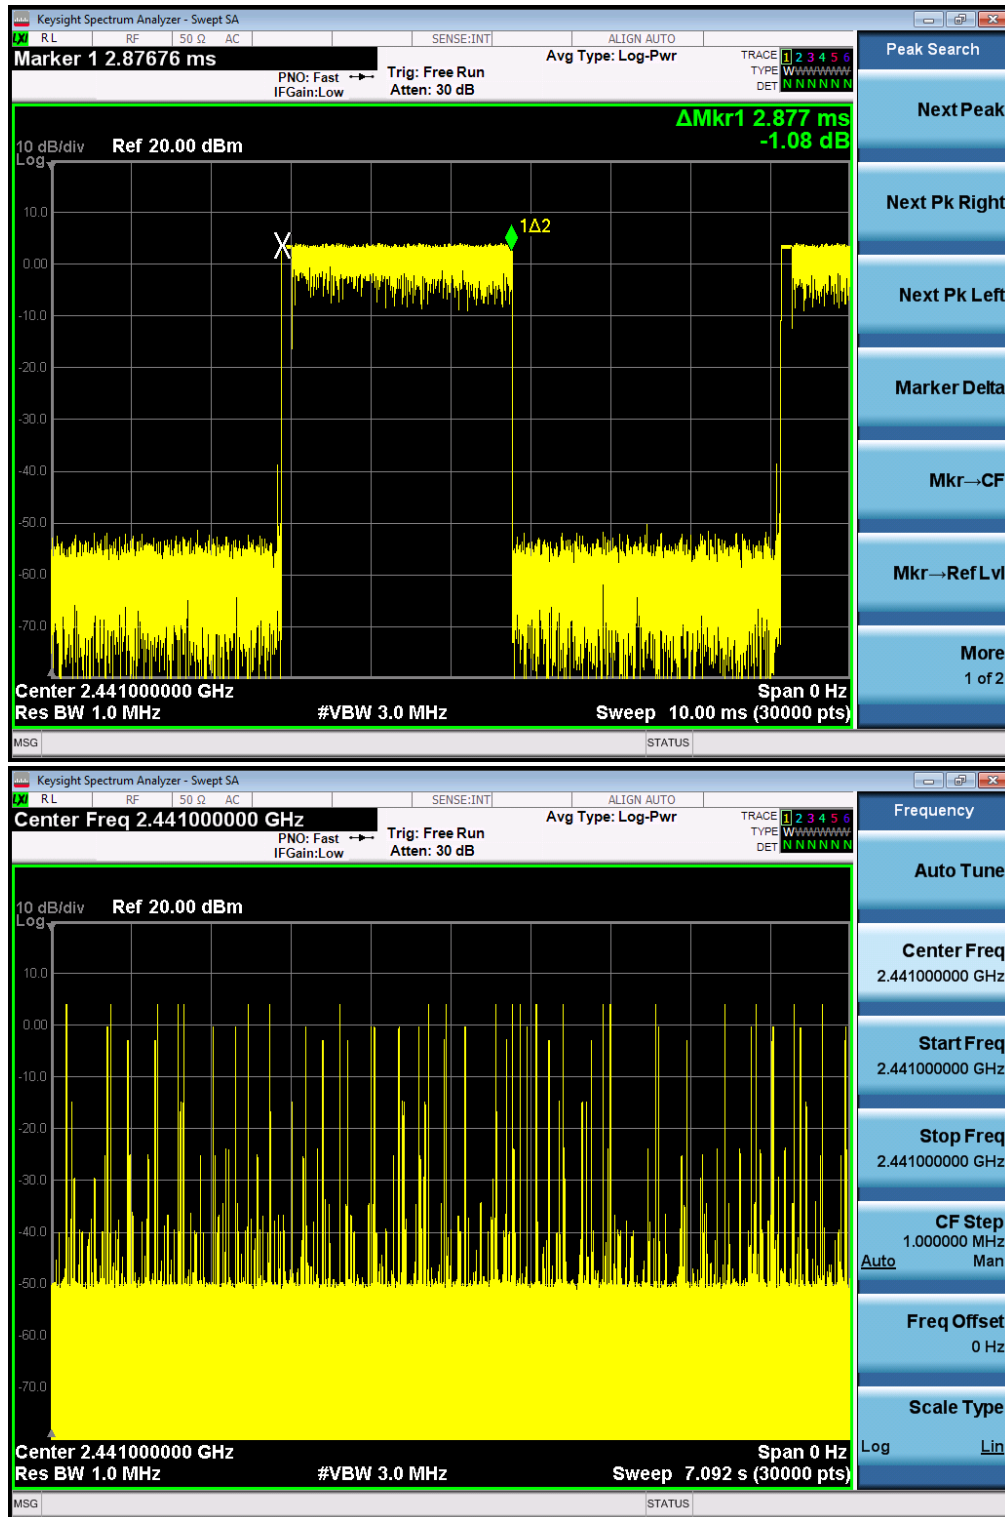 Keysight Spectrum Analyzer - Swept SA
LXI RL RF 50 Ω AC SENSE:INT ALIGN AUTO
Marker 1 2.87676 ms
PNO: Fast
IFGain:Low
Trig: Free Run
Atten: 30 dB
Avg Type: Log-Pwr
TRACE 1 2 3 4 5 6
TYPE WWWWWW
DET N N N N N N
Peak Search
Next Peak
Next Pk Right
Next Pk Left
Marker Delta
Mkr→CF
Mkr→Ref Lvl
More
1 of 2
ΔMkr1 2.877 ms
-1.08 dB
10 dB/div
Log
Ref 20.00 dBm
10.0
0.00
-10.0
-20.0
-30.0
-40.0
-50.0
-60.0
-70.0
X
1Δ2
Center 2.441000000 GHz
Span 0 Hz
Res BW 1.0 MHz
#VBW 3.0 MHz
Sweep 10.00 ms (30000 pts)
MSG
STATUS
Keysight Spectrum Analyzer - Swept SA
LXI RL RF 50 Ω AC SENSE:INT ALIGN AUTO
Center Freq 2.441000000 GHz
PNO: Fast
IFGain:Low
Trig: Free Run
Atten: 30 dB
Avg Type: Log-Pwr
TRACE 1 2 3 4 5 6
TYPE WWWWWW
DET N N N N N N
Frequency
Auto Tune
Center Freq
2.441000000 GHz
Start Freq
2.441000000 GHz
Stop Freq
2.441000000 GHz
CF Step
1.000000 MHz
Auto Man
Freq Offset
0 Hz
Scale Type
Log Lin
10 dB/div
Log
Ref 20.00 dBm
10.0
0.00
-10.0
-20.0
-30.0
-40.0
-50.0
-60.0
-70.0
Center 2.441000000 GHz
Span 0 Hz
Res BW 1.0 MHz
#VBW 3.0 MHz
Sweep 7.092 s (30000 pts)
MSG
STATUS